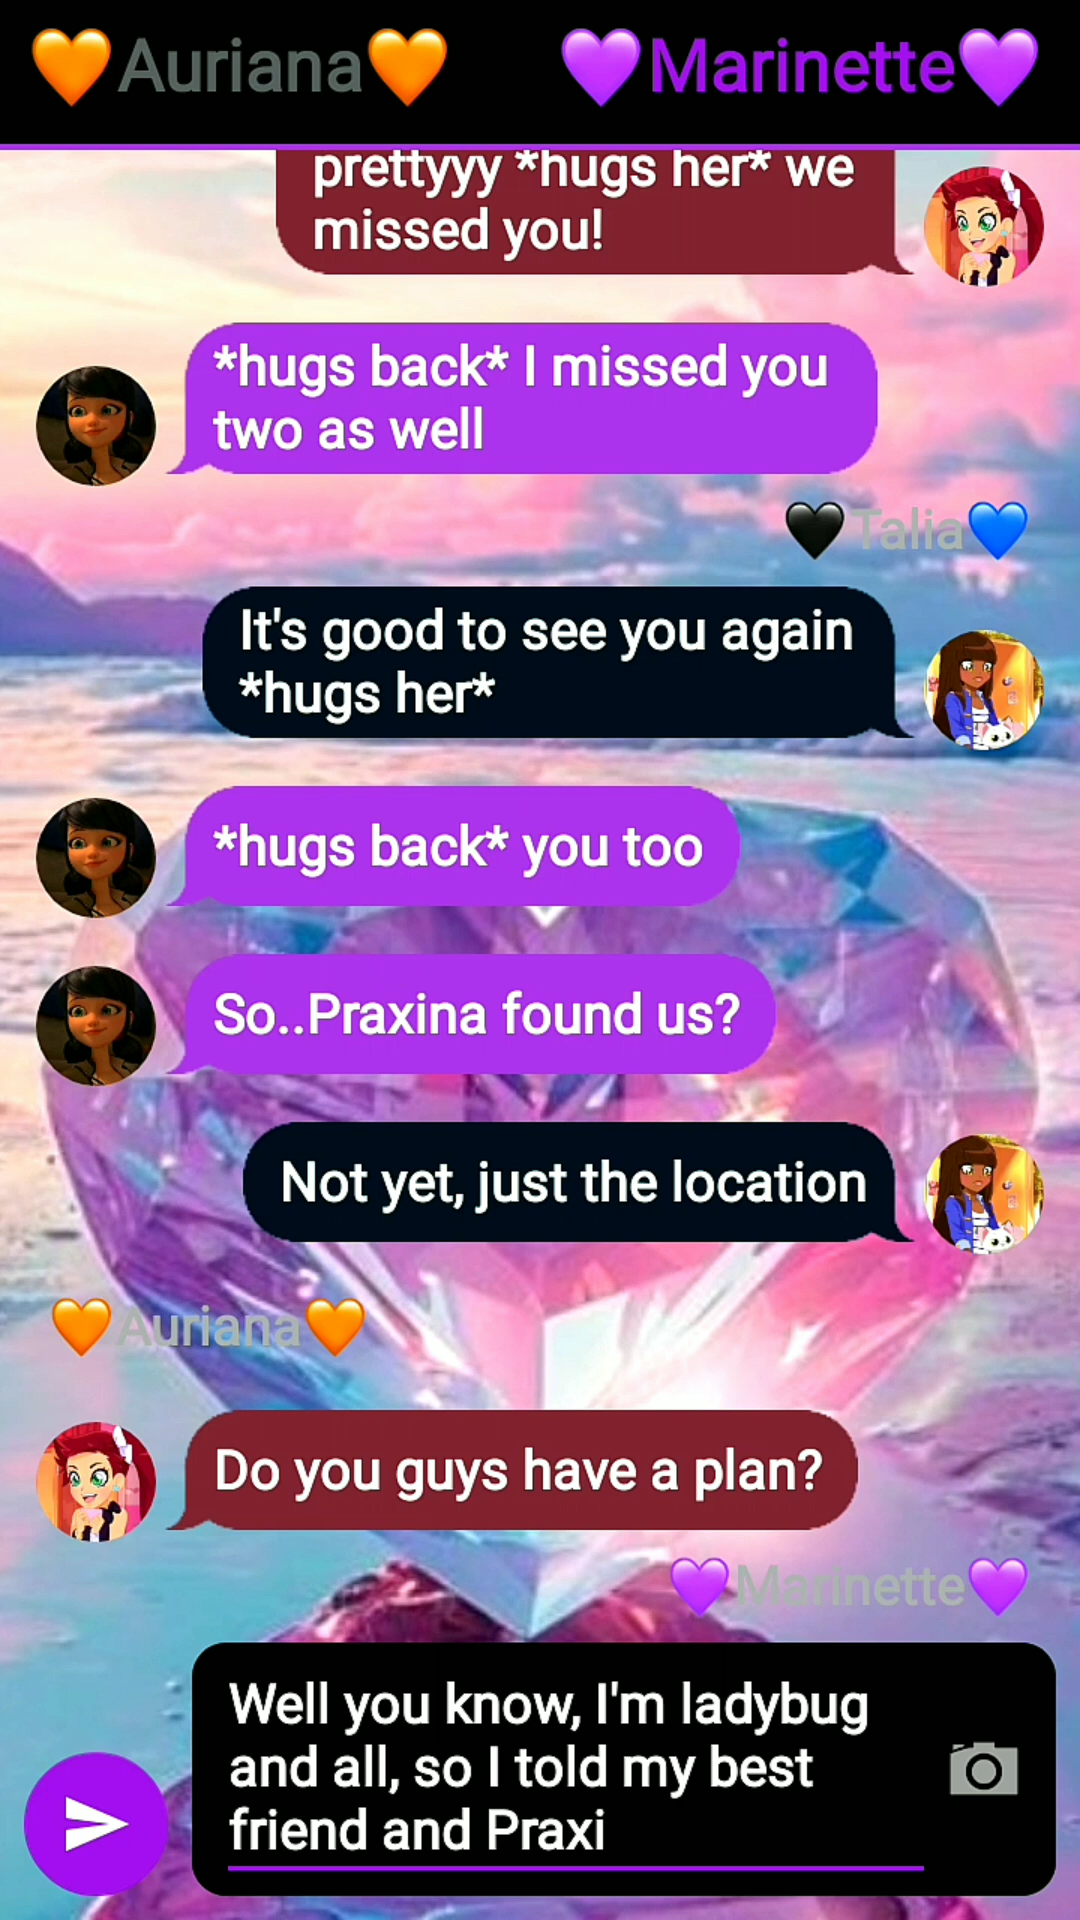 🧡Auriana🧡 💜Marinette💜
prettyyy *hugs her* we
missed you!
*hugs back* I missed you
two as well
🖤Talia💙
It's good to see you again
*hugs her*
*hugs back* you too
So..Praxina found us?
Not yet, just the location
🧡Auriana🧡
Do you guys have a plan?
💜Marinette💜
Well you know, I'm ladybug
and all, so I told my best
friend and Praxi